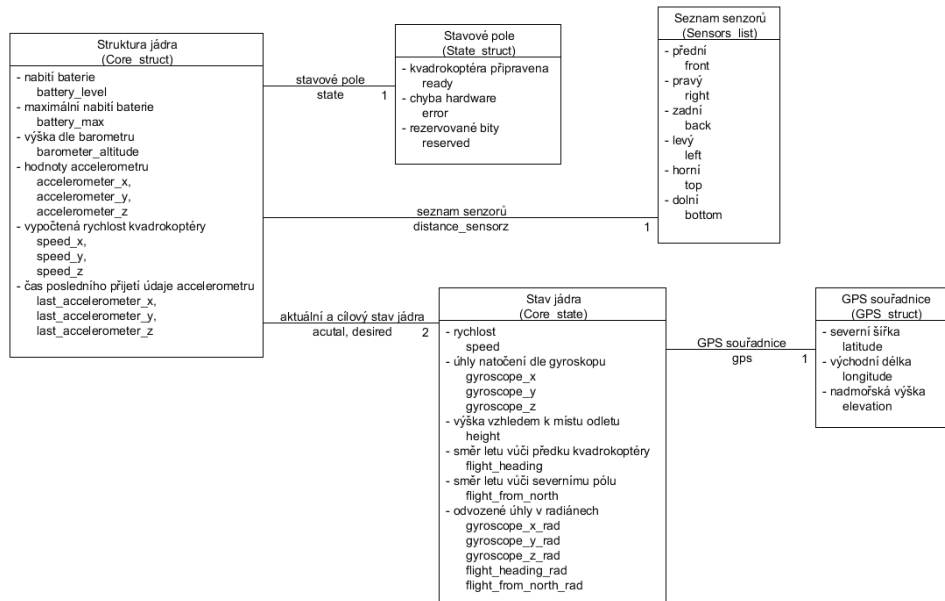 Struktura jádra
(Core_struct)
- nabití baterie
battery_level
- maximální nabití baterie
battery_max
- výška dle barometru
barometer_altitude
- hodnoty accelerometru
accelerometer_x,
accelerometer_y,
accelerometer_z
- vypočtená rychlost kvadrokoptéry
speed_x,
speed_y,
speed_z
- čas posledního přijetí údaje accelerometru
last_accelerometer_x,
last_accelerometer_y,
last_accelerometer_z
stavové pole
state
1
Stavové pole
(State_struct)
- kvadrokoptéra připravena
ready
- chyba hardware
error
- rezervované bity
reserved
seznam senzorů
distance_sensorz
1
Seznam senzorů
(Sensors_list)
- přední
front
- pravý
right
- zadní
back
- levý
left
- horní
top
- dolní
bottom
aktuální a cílový stav jádra
acutal, desired
2
Stav jádra
(Core_state)
- rychlost
speed
- úhly natočení dle gyroskopu
gyroscope_x
gyroscope_y
gyroscope_z
- výška vzhledem k místu odletu
height
- směr letu vůči předku kvadrokoptéry
flight_heading
- směr letu vůči severnímu pólu
flight_from_north
- odvozené úhly v radiánech
gyroscope_x_rad
gyroscope_y_rad
gyroscope_z_rad
flight_heading_rad
flight_from_north_rad
GPS souřadnice
gps
1
GPS souřadnice
(GPS_struct)
- severní šířka
latitude
- východní délka
longitude
- nadmořská výška
elevation